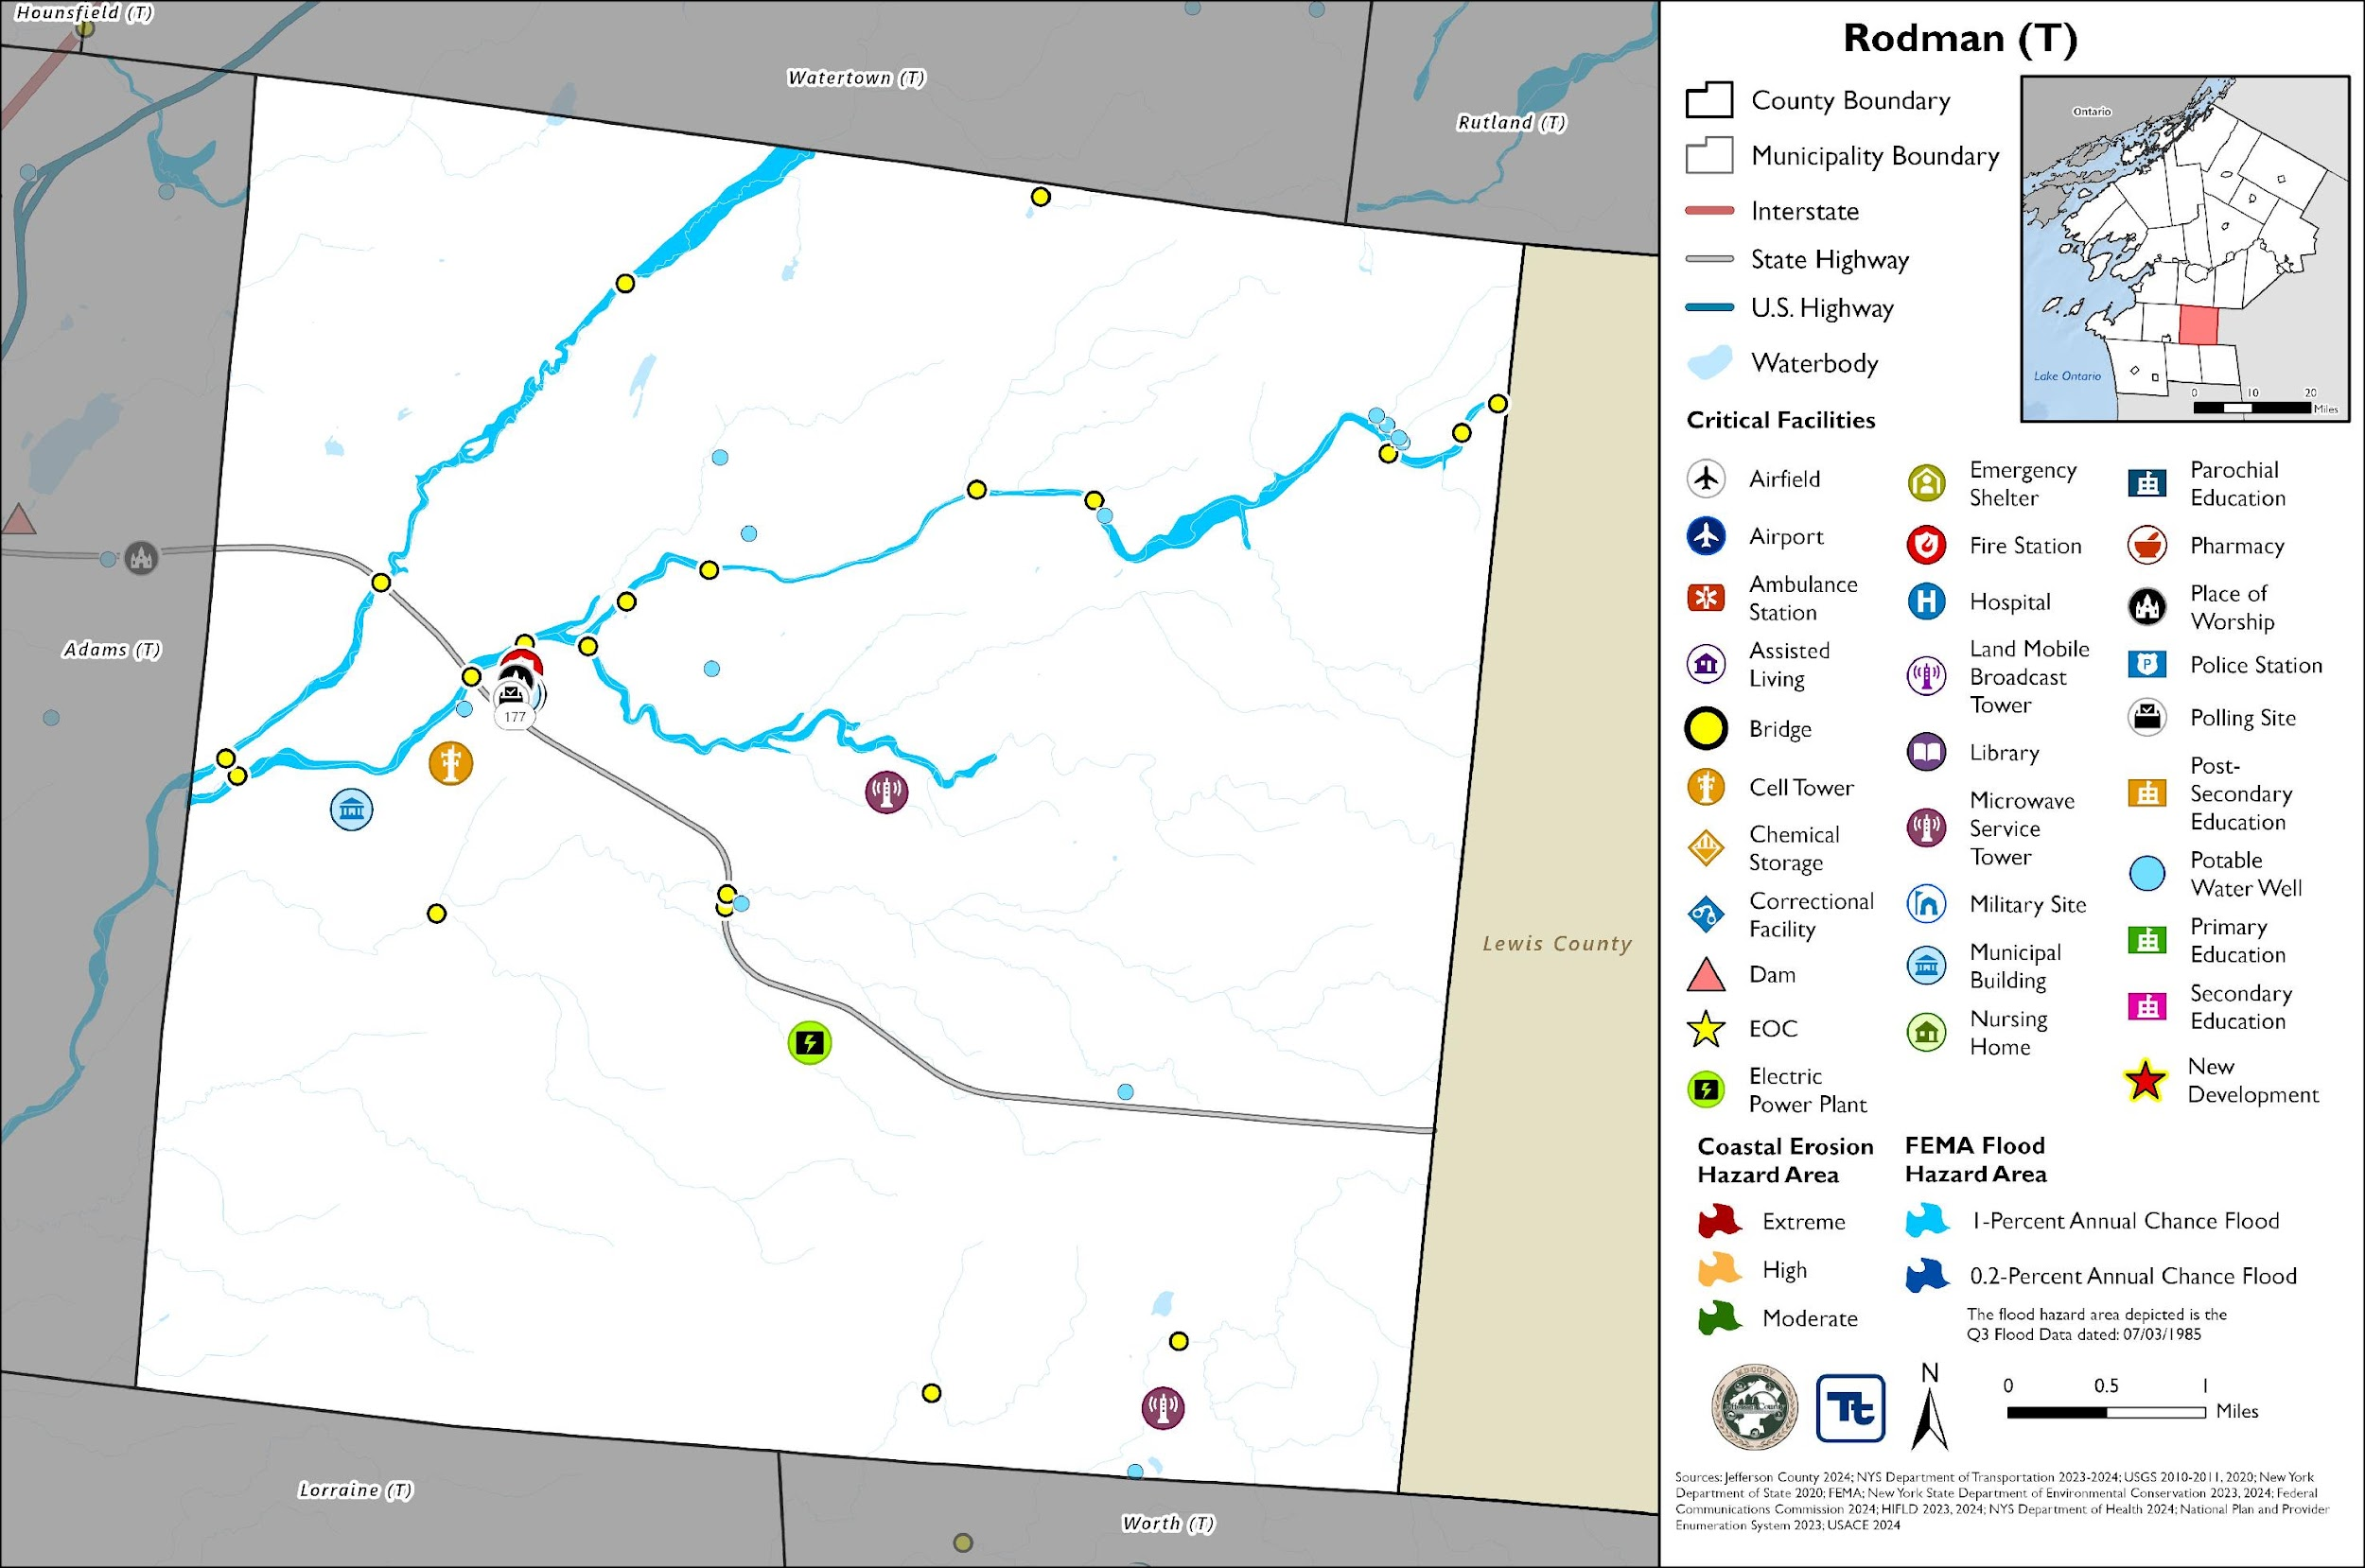 Hounsfield (T)
Watertown (T)
Rutland (T)
Adams (T)
177
Lewis County
Lorraine (T)
Worth (T)
Rodman (T)
County Boundary
Municipality Boundary
Interstate
State Highway
U.S. Highway
Waterbody
Ontario
Lake Ontario
0 10 20
Miles
Critical Facilities
Airfield
Airport
Ambulance
Station
Assisted
Living
Bridge
Cell Tower
Chemical
Storage
Correctional
Facility
Dam
EOC
Electric
Power Plant
Emergency
Shelter
Fire Station
H
Hospital
Land Mobile
Broadcast
Tower
Library
Microwave
Service
Tower
Military Site
Municipal
Building
Nursing
Home
Parochial
Education
Pharmacy
Place of
Worship
P
Police Station
Polling Site
Post-
Secondary
Education
Potable
Water Well
Primary
Education
Secondary
Education
New
Development
Coastal Erosion
Hazard Area
Extreme
High
Moderate
FEMA Flood
Hazard Area
1-Percent Annual Chance Flood
0.2-Percent Annual Chance Flood
The flood hazard area depicted is the
Q3 Flood Data dated: 07/03/1985
Tt
N
0 0.5 1
Miles
Sources: Jefferson County 2024; NYS Department of Transportation 2023-2024; USGS 2010-2011, 2020; New York
Department of State 2020; FEMA; New York State Department of Environmental Conservation 2023, 2024; Federal
Communications Commission 2024; HIFLD 2023, 2024; NYS Department of Health 2024; National Plan and Provider
Enumeration System 2023; USACE 2024